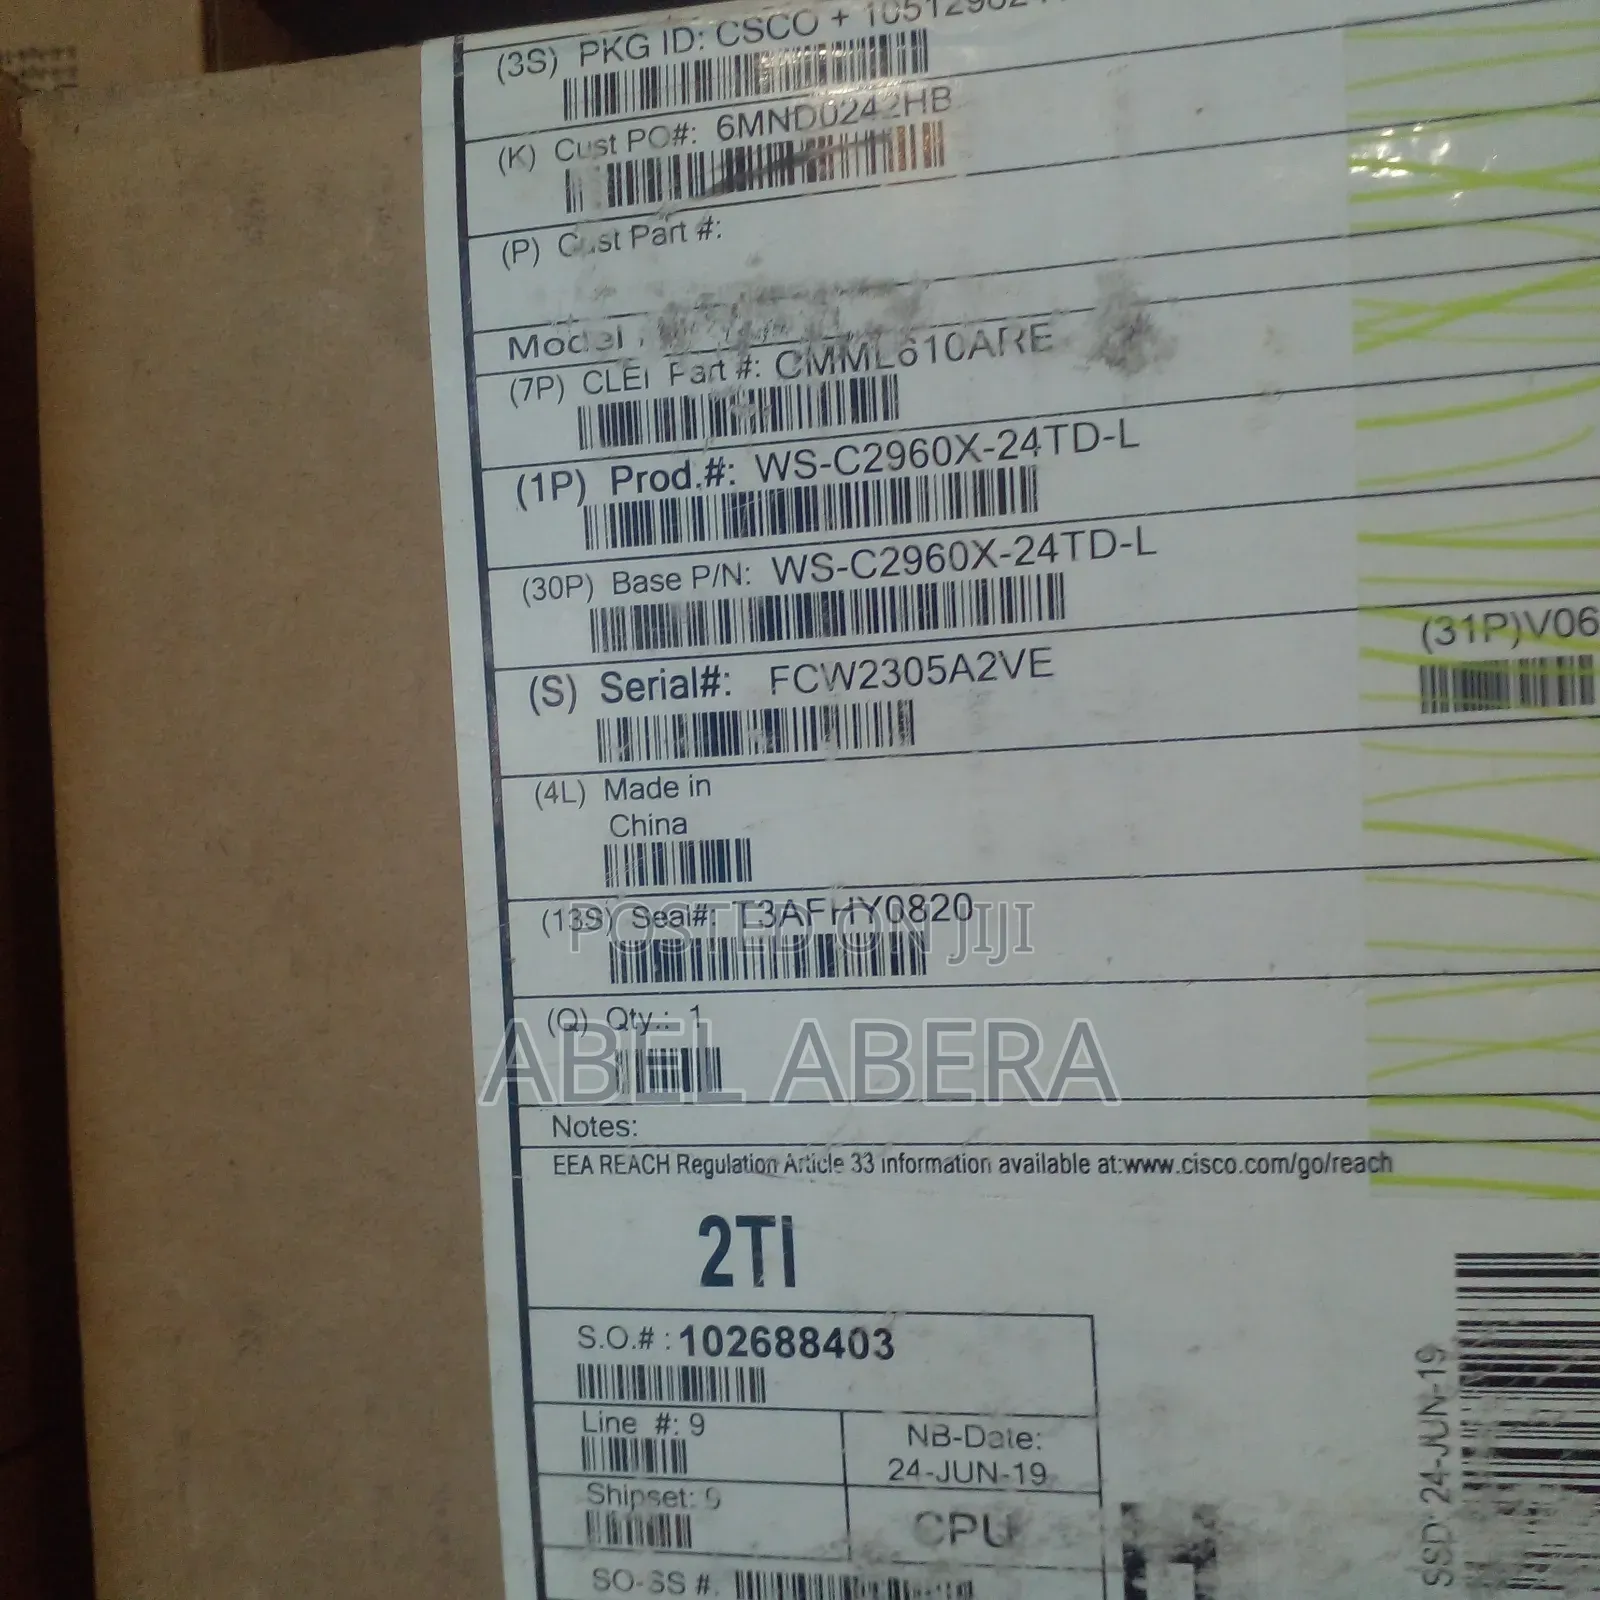 (3S) PKG ID: CSCO +
(K) Cust PO#: 6MND0242HB
(P) Cust Part #:
Model
(7P) CLEI Part #: CMML610ARE
(1P) Prod.#: WS-C2960X-24TD-L
(30P) Base P/N: WS-C2960X-24TD-L
(31P)V06
(S) Serial#: FCW2305A2VE
(4L) Made in
China
(13S) Seal#: T3AFHY0820
POSTED ON JIJI
(Q) Qty.: 1
ABEL ABERA
Notes:
EEA REACH Regulation Article 33 information available at:www.cisco.com/go/reach
2TI
S.O.# : 102688403
Line #: 9
NB-Date:
24-JUN-19
Shipset: 9
CPU
SO-SS #.
SSD: 24-JUN-19